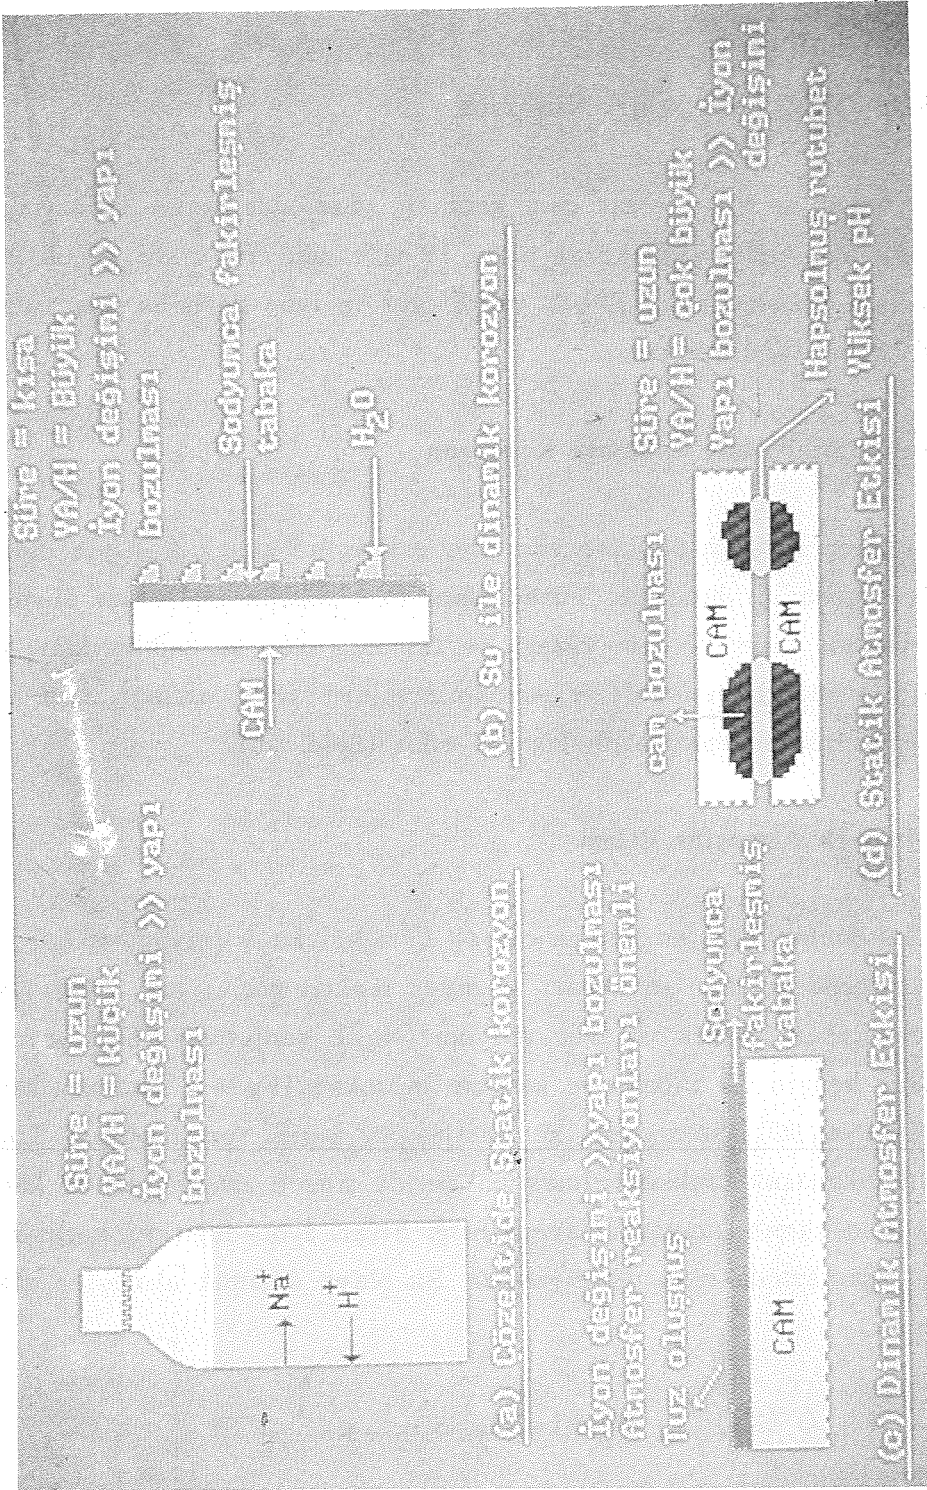 Süre = uzun
YA/H = küçük
İyon değişimi >> yapı
bozulması
Na+
H+
(a) Çözeltide Statik korozyon
Süre = kısa
YA/H = Büyük
İyon değişimi >> yapı
bozulması
Sodyumca fakirleşmiş
tabaka
CAM
H2O
(b) Su ile dinamik korozyon
İyon değişimi >>yapı bozulması
Atmosfer reaksiyonları önemli
Tuz oluşmuş
Sodyumca
fakirleşmiş
tabaka
CAM
(c) Dinamik Atmosfer Etkisi
Süre = uzun
YA/H = çok büyük
Yapı bozulması >> İyon
değişimi
cam bozulması
CAM
CAM
Hapsolmuş rutubet
Yüksek pH
(d) Statik Atmosfer Etkisi